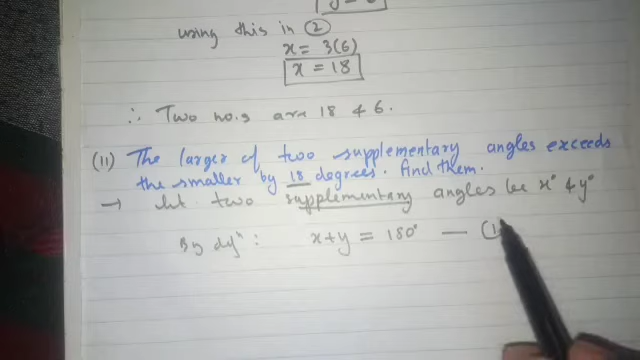 using this in ②
x = 3(6)
x = 18
∴ Two no.s are 18 & 6.
(11) The larger of two supplementary angles exceeds
the smaller by 18 degrees. find them.
→ let two supplementary angles be x° & y°
By defⁿ: x+y = 180° — (1